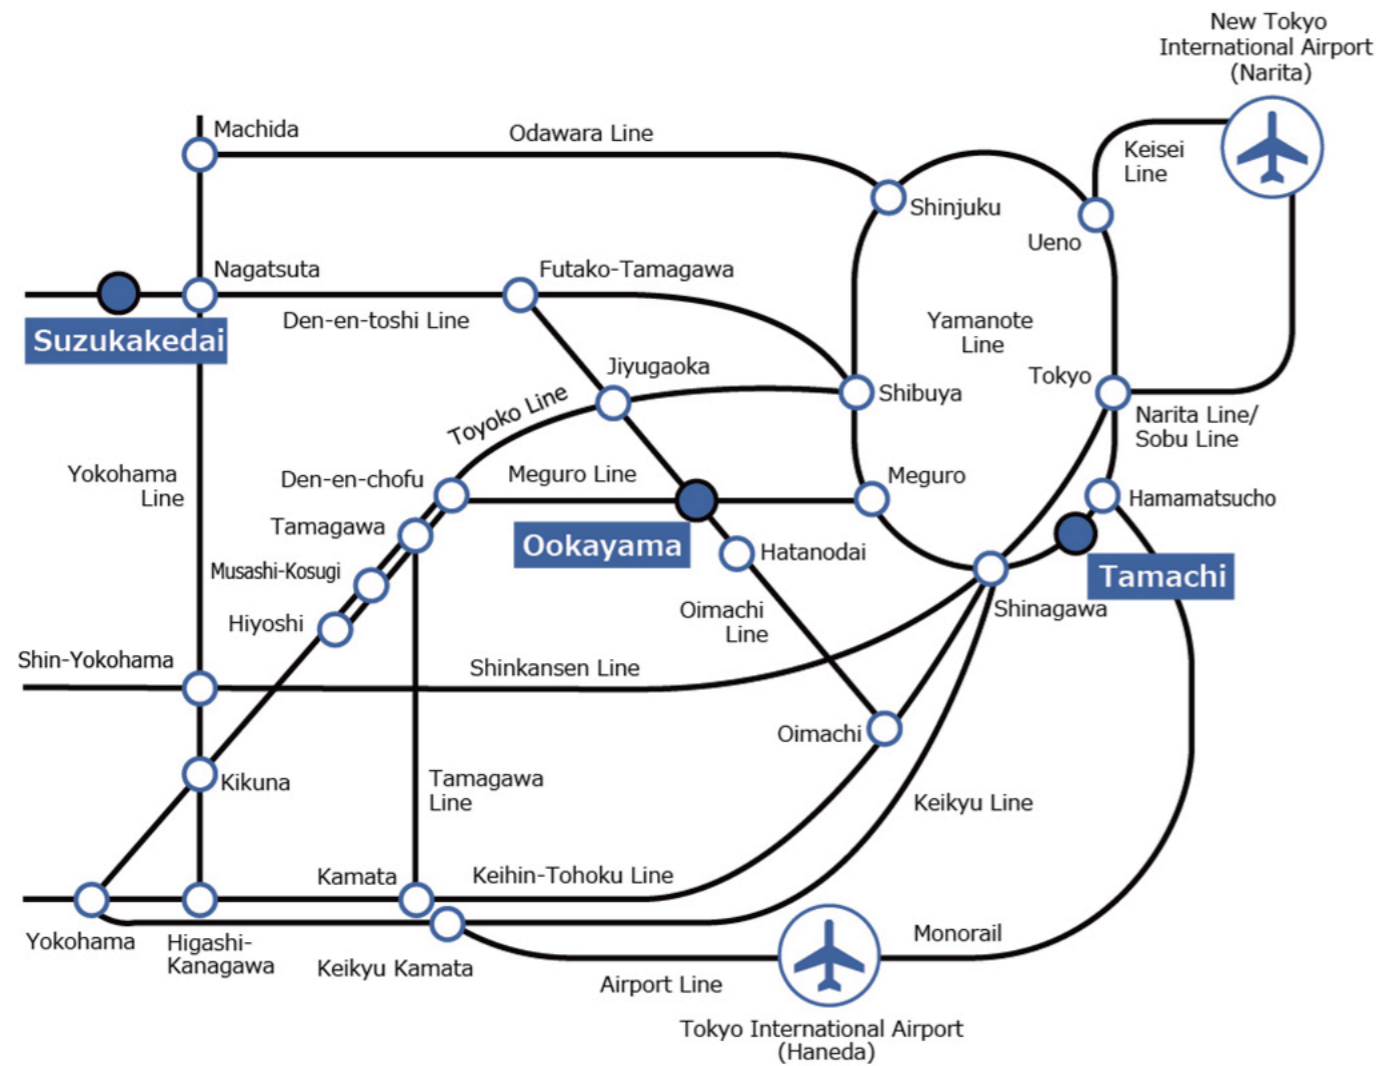 New Tokyo
International Airport
(Narita)
Machida
Odawara Line
Keisei
Line
Shinjuku
Ueno
Nagatsuta
Futako-Tamagawa
Den-en-toshi Line
Suzukakedai
Yamanote
Line
Jiyugaoka
Tokyo
Shibuya
Toyoko Line
Narita Line/
Sobu Line
Yokohama
Line
Den-en-chofu
Meguro Line
Meguro
Hamamatsucho
Tamagawa
Ookayama
Hatanodai
Musashi-Kosugi
Tamachi
Hiyoshi
Oimachi
Line
Shinagawa
Shin-Yokohama
Shinkansen Line
Oimachi
Kikuna
Tamagawa
Line
Keikyu Line
Kamata
Keihin-Tohoku Line
Yokohama
Higashi-
Kanagawa
Keikyu Kamata
Monorail
Airport Line
Tokyo International Airport
(Haneda)